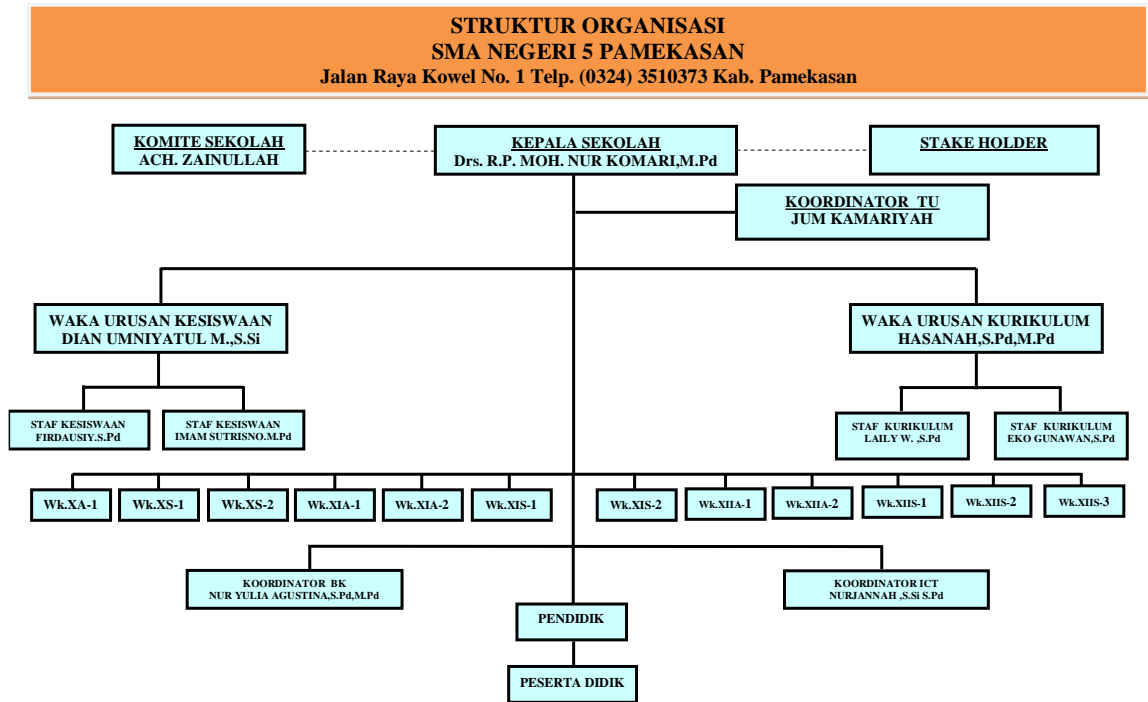 STRUKTUR ORGANISASI
SMA NEGERI 5 PAMEKASAN
Jalan Raya Kowel No. 1 Telp. (0324) 3510373 Kab. Pamekasan
KOMITE SEKOLAH
ACH. ZAINULLAH
KEPALA SEKOLAH
Drs. R.P. MOH. NUR KOMARI,M.Pd
STAKE HOLDER
KOORDINATOR TU
JUM KAMARIYAH
WAKA URUSAN KESISWAAN
DIAN UMNIYATUL M.,S.Si
WAKA URUSAN KURIKULUM
HASANAH,S.Pd,M.Pd
STAF KESISWAAN
FIRDAUSIY.S.Pd
STAF KESISWAAN
IMAM SUTRISNO.M.Pd
STAF KURIKULUM
LAILY W. ,S.Pd
STAF KURIKULUM
EKO GUNAWAN,S.Pd
Wk.XA-1
Wk.XS-1
Wk.XS-2
Wk.XIA-1
Wk.XIA-2
Wk.XIS-1
Wk.XIS-2
Wk.XIIA-1
Wk.XIIA-2
Wk.XIIS-1
Wk.XIIS-2
Wk.XIIS-3
KOORDINATOR BK
NUR YULIA AGUSTINA,S.Pd,M.Pd
KOORDINATOR ICT
NURJANNAH ,S.Si S.Pd
PENDIDIK
PESERTA DIDIK